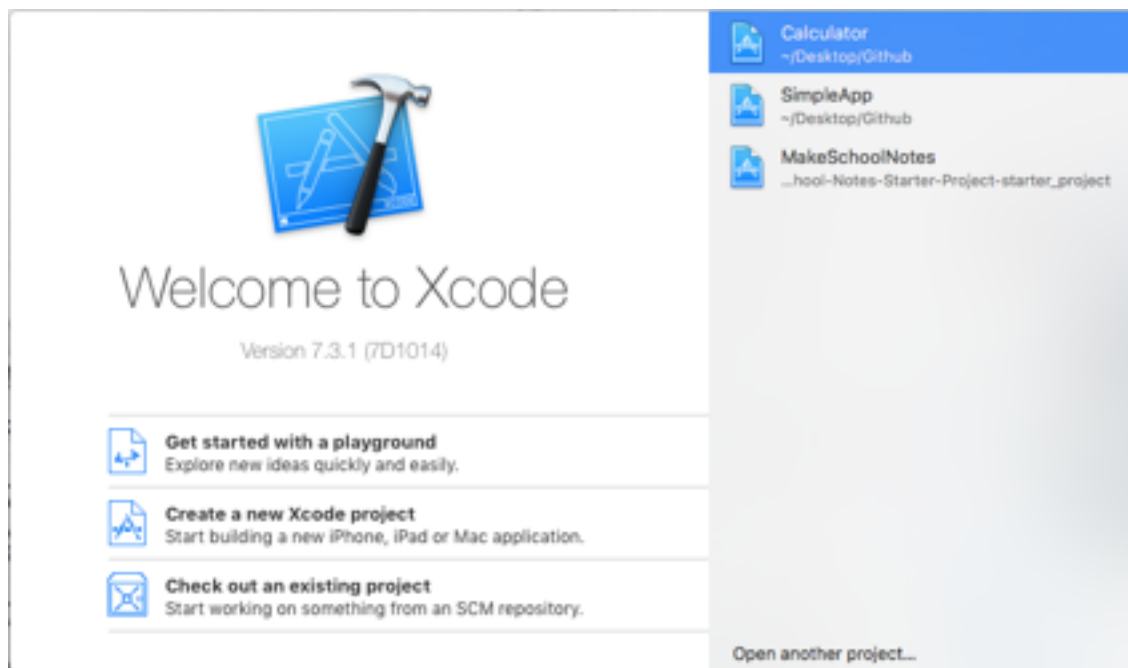 Welcome to Xcode
Version 7.3.1 (7D1014)
Get started with a playground
Explore new ideas quickly and easily.
Create a new Xcode project
Start building a new iPhone, iPad or Mac application.
Check out an existing project
Start working on something from an SCM repository.
Calculator
~/Desktop/Github
SimpleApp
~/Desktop/Github
MakeSchoolNotes
...hool-Notes-Starter-Project-starter_project
Open another project...